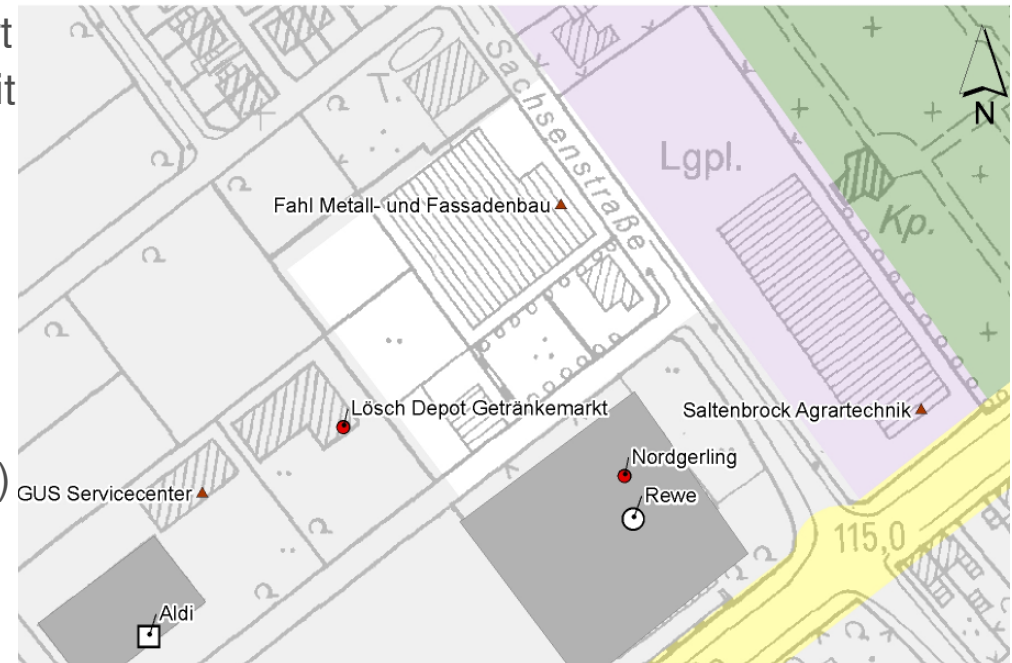 t
it
)
Sachsenstraße
T.
N
Lgpl.
Fahl Metall- und Fassadenbau
Kp.
Lösch Depot Getränkemarkt
Saltenbrock Agrartechnik
Nordgerling
GUS Servicecenter
Rewe
115,0
Aldi